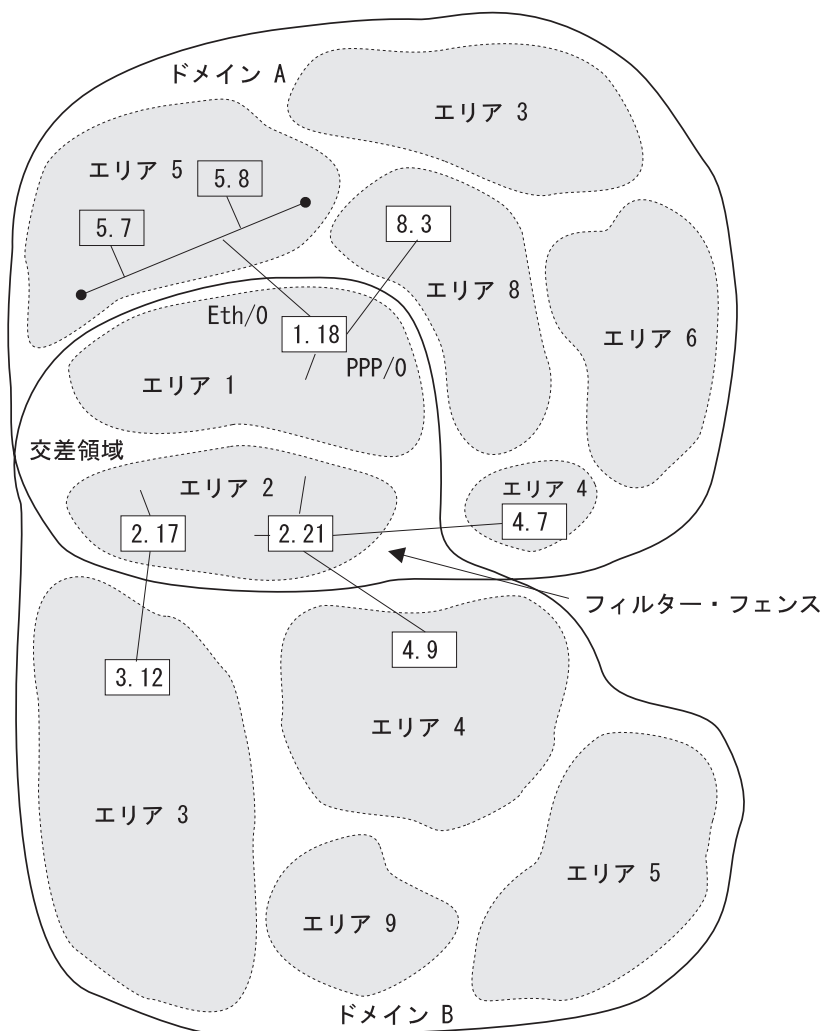 ドメイン A
エリア 3
エリア 5
5.8
5.7
8.3
エリア 8
Eth/0
1.18
PPP/0
エリア 6
エリア 1
交差領域
エリア 2
エリア 4
2.17
2.21
4.7
フィルター・フェンス
4.9
3.12
エリア 4
エリア 3
エリア 5
エリア 9
ドメイン B